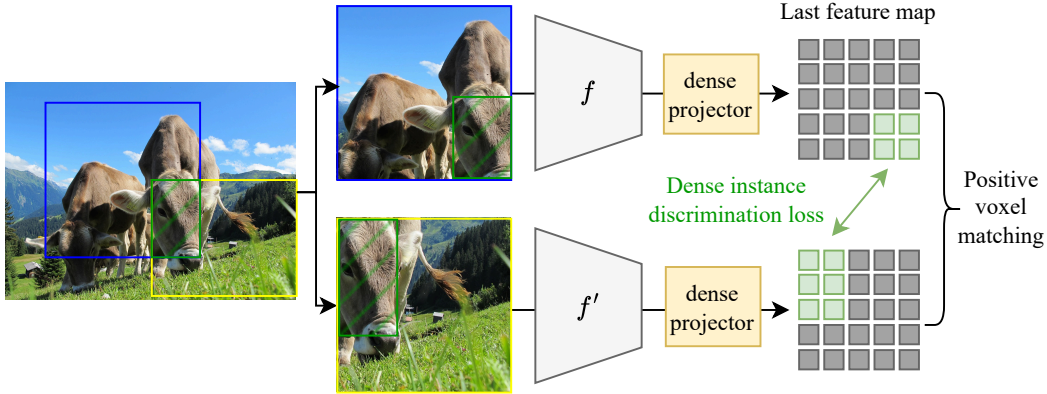 Last feature map
f
dense
projector
Dense instance
discrimination loss
Positive
voxel
matching
f′
dense
projector